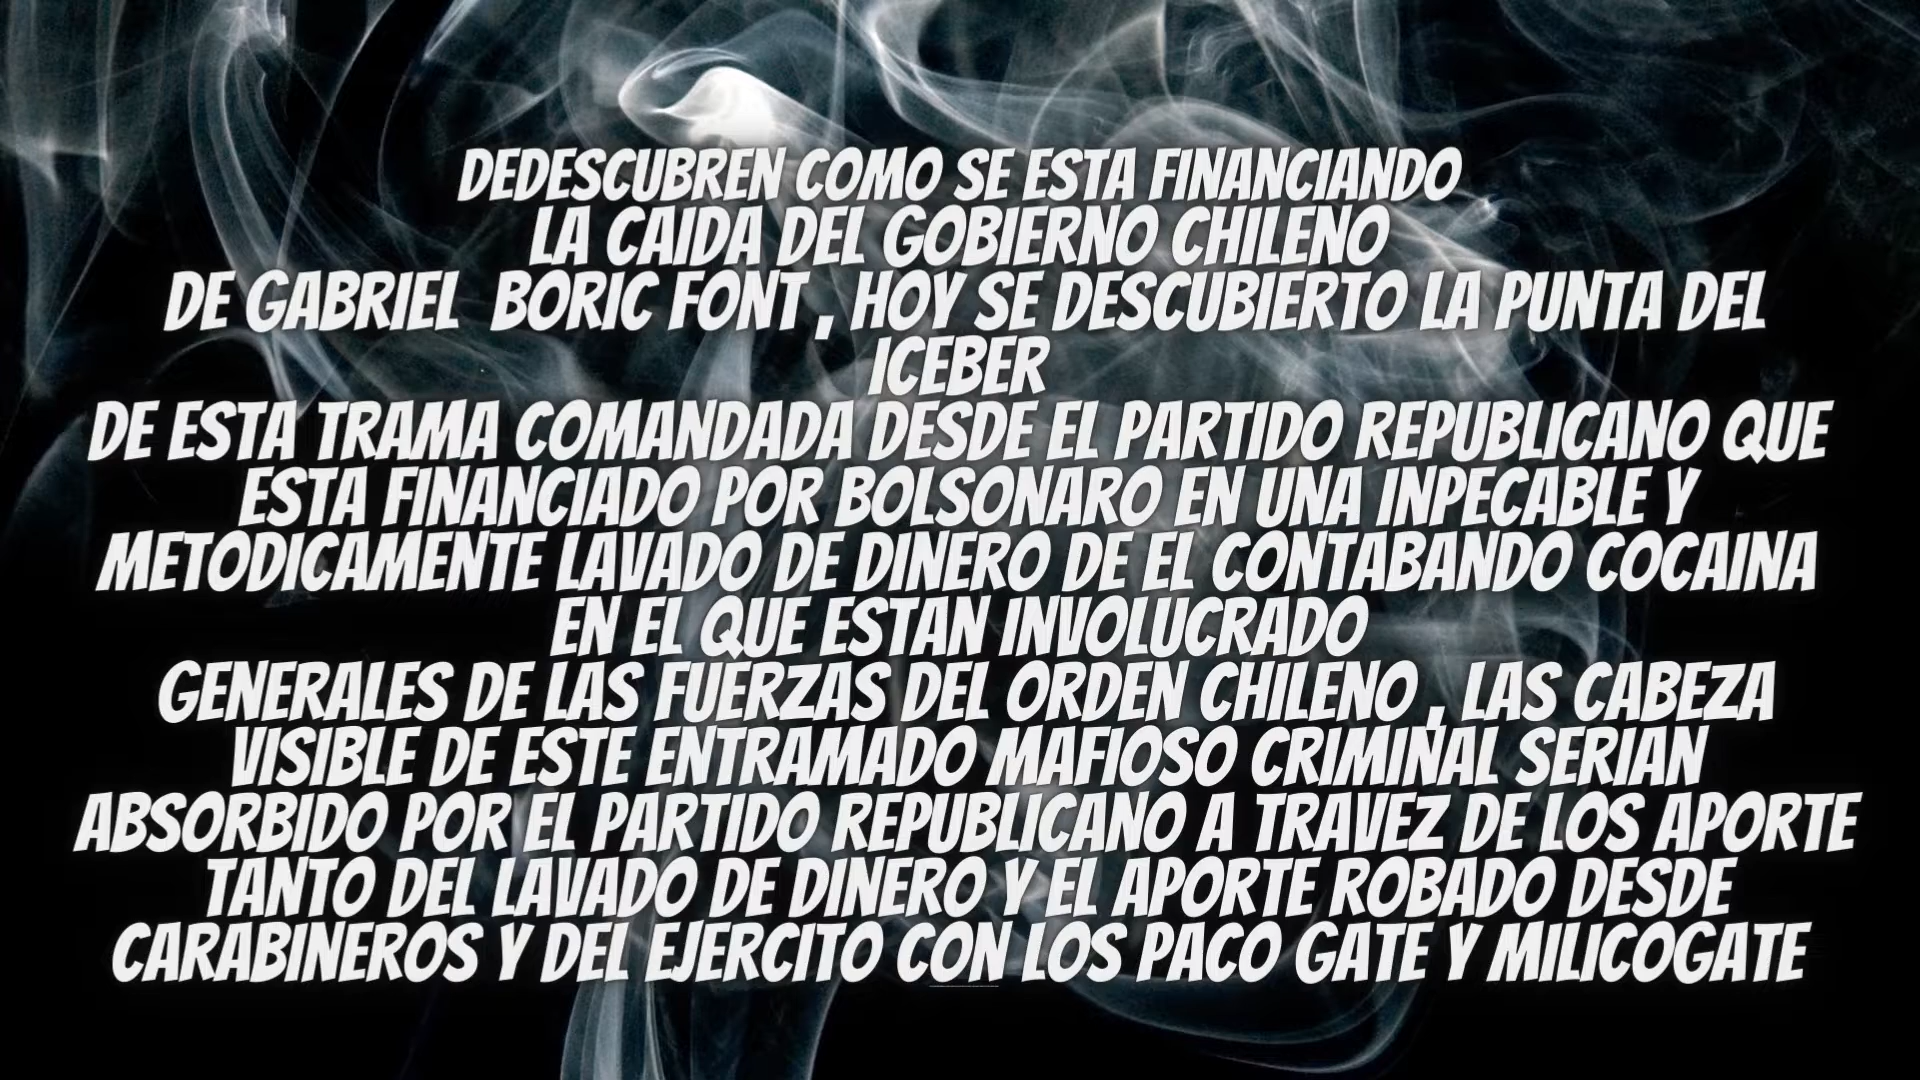 DEDESCUBREN COMO SE ESTA FINANCIANDO
LA CAIDA DEL GOBIERNO CHILENO
DE GABRIEL BORIC FONT , HOY SE DESCUBIERTO LA PUNTA DEL
ICEBER
DE ESTA TRAMA COMANDADA DESDE EL PARTIDO REPUBLICANO QUE
ESTA FINANCIADO POR BOLSONARO EN UNA INPECABLE Y
METODICAMENTE LAVADO DE DINERO DE EL CONTABANDO COCAINA
EN EL QUE ESTAN INVOLUCRADO
GENERALES DE LAS FUERZAS DEL ORDEN CHILENO , LAS CABEZA
VISIBLE DE ESTE ENTRAMADO MAFIOSO CRIMINAL SERIAN
ABSORBIDO POR EL PARTIDO REPUBLICANO A TRAVEZ DE LOS APORTE
TANTO DEL LAVADO DE DINERO Y EL APORTE ROBADO DESDE
CARABINEROS Y DEL EJERCITO CON LOS PACO GATE Y MILICOGATE